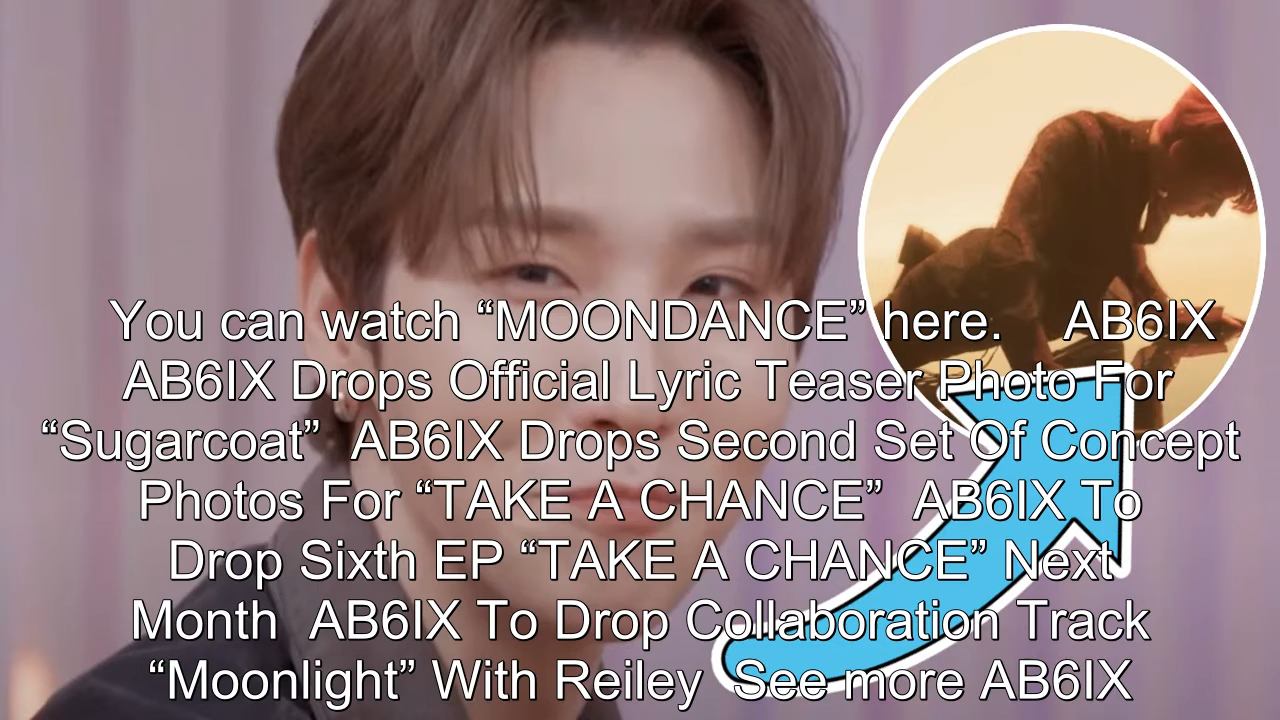 You can watch “MOONDANCE” here. AB6IX
AB6IX Drops Official Lyric Teaser Photo For
“Sugarcoat” AB6IX Drops Second Set Of Concept
Photos For “TAKE A CHANCE” AB6IX To
Drop Sixth EP “TAKE A CHANCE” Next
Month AB6IX To Drop Collaboration Track
“Moonlight” With Reiley See more AB6IX